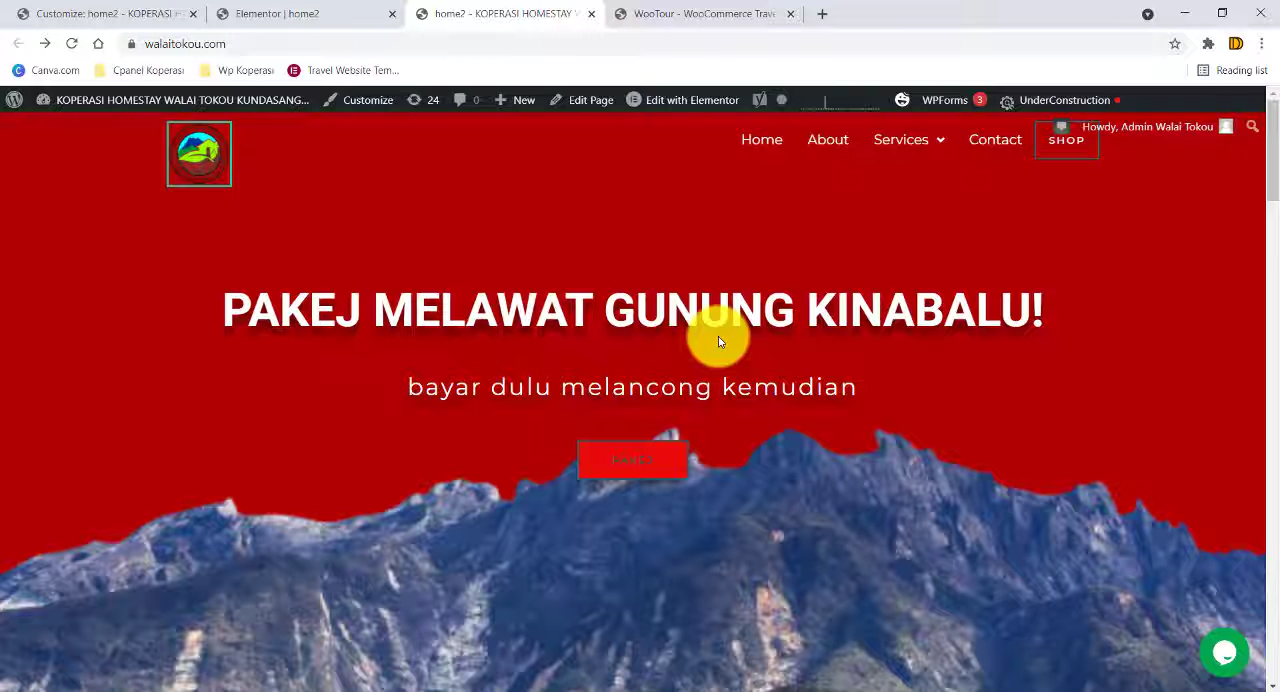 Customize: home2 - KOPERASI
Elementor | home2
home2 - KOPERASI HOMESTAY
WooTour - WooCommerce Trave
walaitokou.com
Canva.com
Cpanel Koperasi
Wp Koperasi
Travel Website Tem...
Reading list
KOPERASI HOMESTAY WALAI TOKOU KUNDASANG...
Customize
24
0
New
Edit Page
Edit with Elementor
WPForms 3
UnderConstruction
Howdy, Admin Walai Tokou
Home
About
Services
Contact
SHOP
PAKEJ MELAWAT GUNUNG KINABALU!
bayar dulu melancong kemudian
PAKEJ